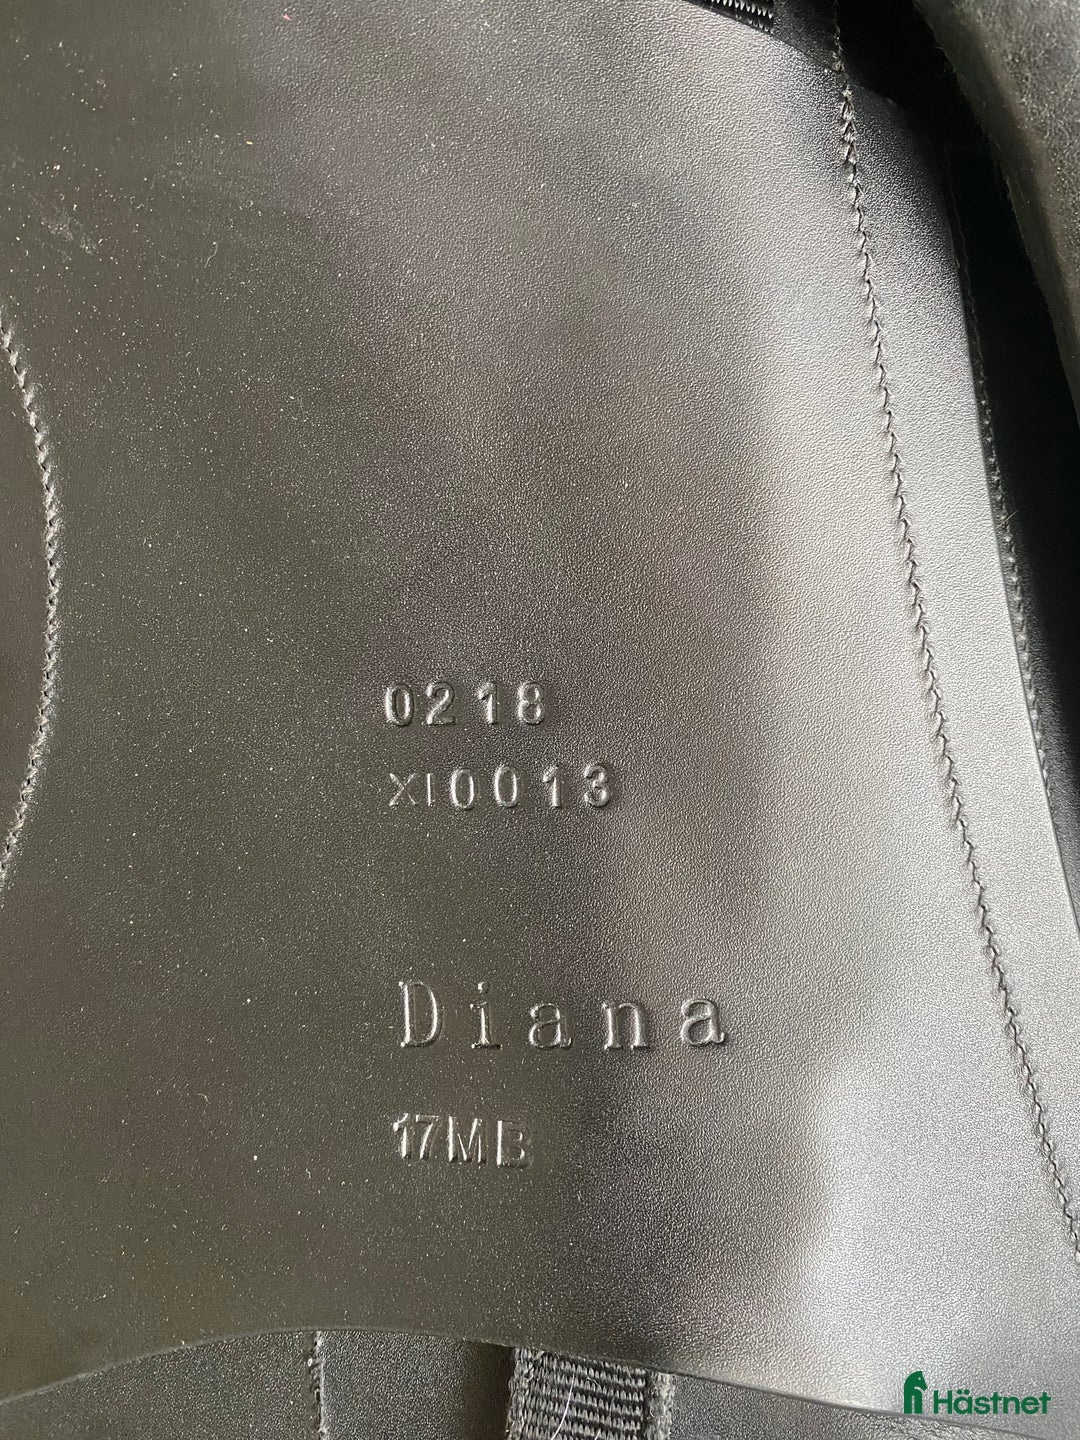 0218
XI0013
Diana
17MB
Hästnet